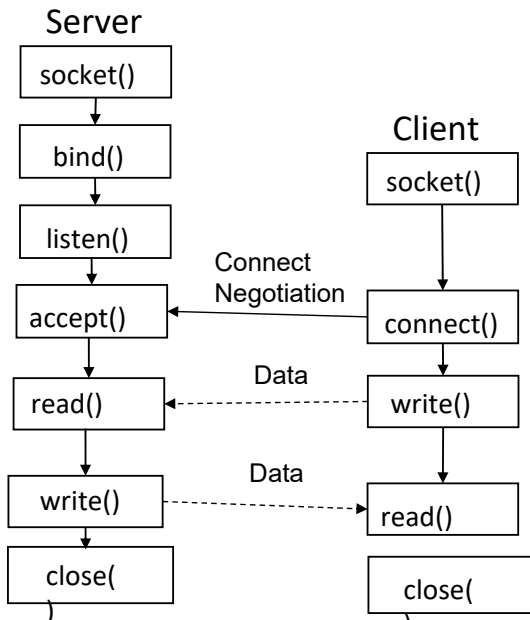 Server
socket()
bind()
listen()
accept()
read()
write()
close(
)
Client
socket()
connect()
write()
read()
close(
)
Connect
Negotiation
Data
Data